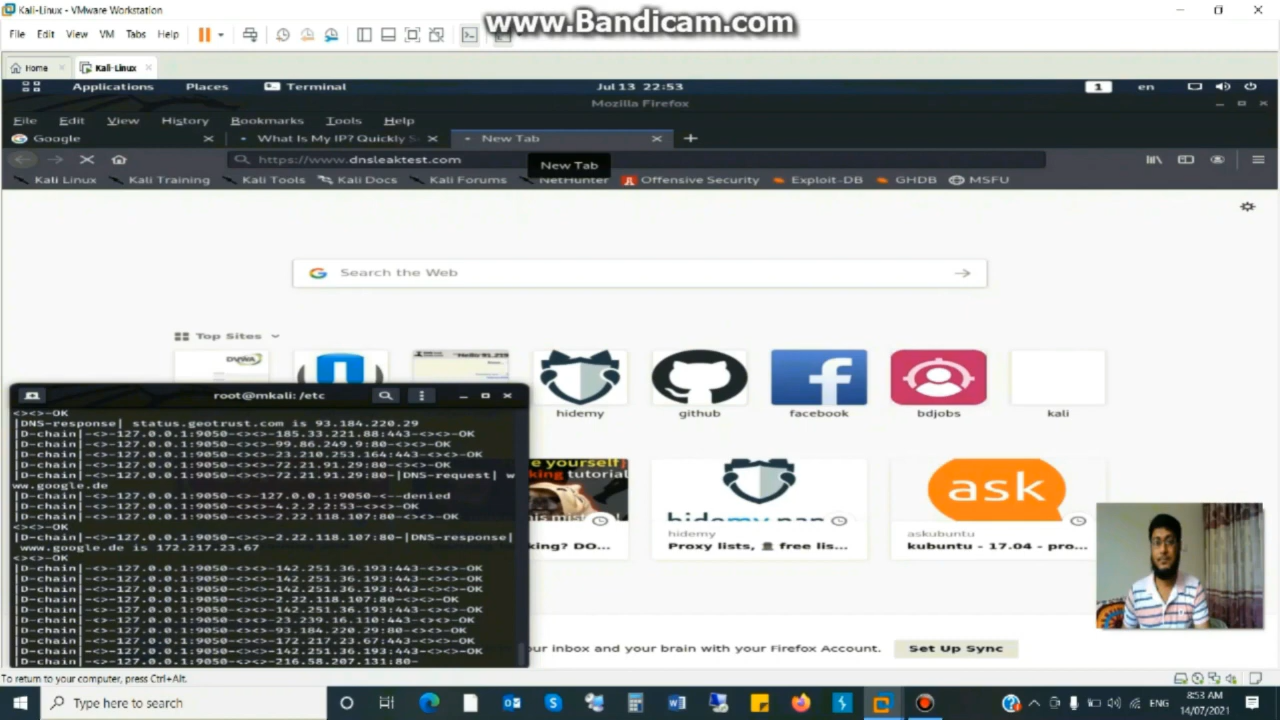 Kali-Linux - VMware Workstation
www.Bandicam.com
File Edit View VM Tabs Help
Home Kali-Linux
Applications Places Terminal Jul 13 22:53 1 en
Mozilla Firefox
File Edit View History Bookmarks Tools Help
Google What Is My IP? Quickly S New Tab
https://www.dnsleaktest.com
New Tab
Kali Linux Kali Training Kali Tools Kali Docs Kali Forums NetHunter Offensive Security Exploit-DB GHDB MSFU
Search the Web
Top Sites
hidemy github facebook bdjobs kali
root@mkali: /etc
<><>-OK
|DNS-response| status.geotrust.com is 93.184.220.29
|D-chain|-<>-127.0.0.1:9050-<><>-185.33.221.88:443-<><>-OK
|D-chain|-<>-127.0.0.1:9050-<><>-99.86.249.9:80-<><>-OK
|D-chain|-<>-127.0.0.1:9050-<><>-23.210.253.164:443-<><>-OK
|D-chain|-<>-127.0.0.1:9050-<><>-72.21.91.29:80-<><>-OK
|D-chain|-<>-127.0.0.1:9050-<><>-72.21.91.29:80-|DNS-request| w
ww.google.de
|D-chain|-<>-127.0.0.1:9050-<>-127.0.0.1:9050-<--denied
|D-chain|-<>-127.0.0.1:9050-<><>-4.2.2.2:53-<><>-OK
|D-chain|-<>-127.0.0.1:9050-<><>-2.22.118.107:80-<><>-OK
<><>-OK
|D-chain|-<>-127.0.0.1:9050-<><>-2.22.118.107:80-|DNS-response|
www.google.de is 172.217.23.67
<><>-OK
|D-chain|-<>-127.0.0.1:9050-<><>-142.251.36.193:443-<><>-OK
|D-chain|-<>-127.0.0.1:9050-<><>-142.251.36.193:443-<><>-OK
|D-chain|-<>-127.0.0.1:9050-<><>-142.251.36.193:443-<><>-OK
|D-chain|-<>-127.0.0.1:9050-<><>-2.22.118.107:80-<><>-OK
|D-chain|-<>-127.0.0.1:9050-<><>-142.251.36.193:443-<><>-OK
|D-chain|-<>-127.0.0.1:9050-<><>-23.239.16.110:443-<><>-OK
|D-chain|-<>-127.0.0.1:9050-<><>-93.184.220.29:80-<><>-OK
|D-chain|-<>-127.0.0.1:9050-<><>-172.217.23.67:443-<><>-OK
|D-chain|-<>-127.0.0.1:9050-<><>-142.251.36.193:443-<><>-OK
|D-chain|-<>-127.0.0.1:9050-<><>-216.58.207.131:80-
e yourself
king tutorial
ask
hidemy askubuntu
king? DO... Proxy lists, free lis... kubuntu - 17.04 - pro...
our inbox and your brain with your Firefox Account. Set Up Sync
To return to your computer, press Ctrl+Alt.
Type here to search
ENG
8:53 AM
14/07/2021